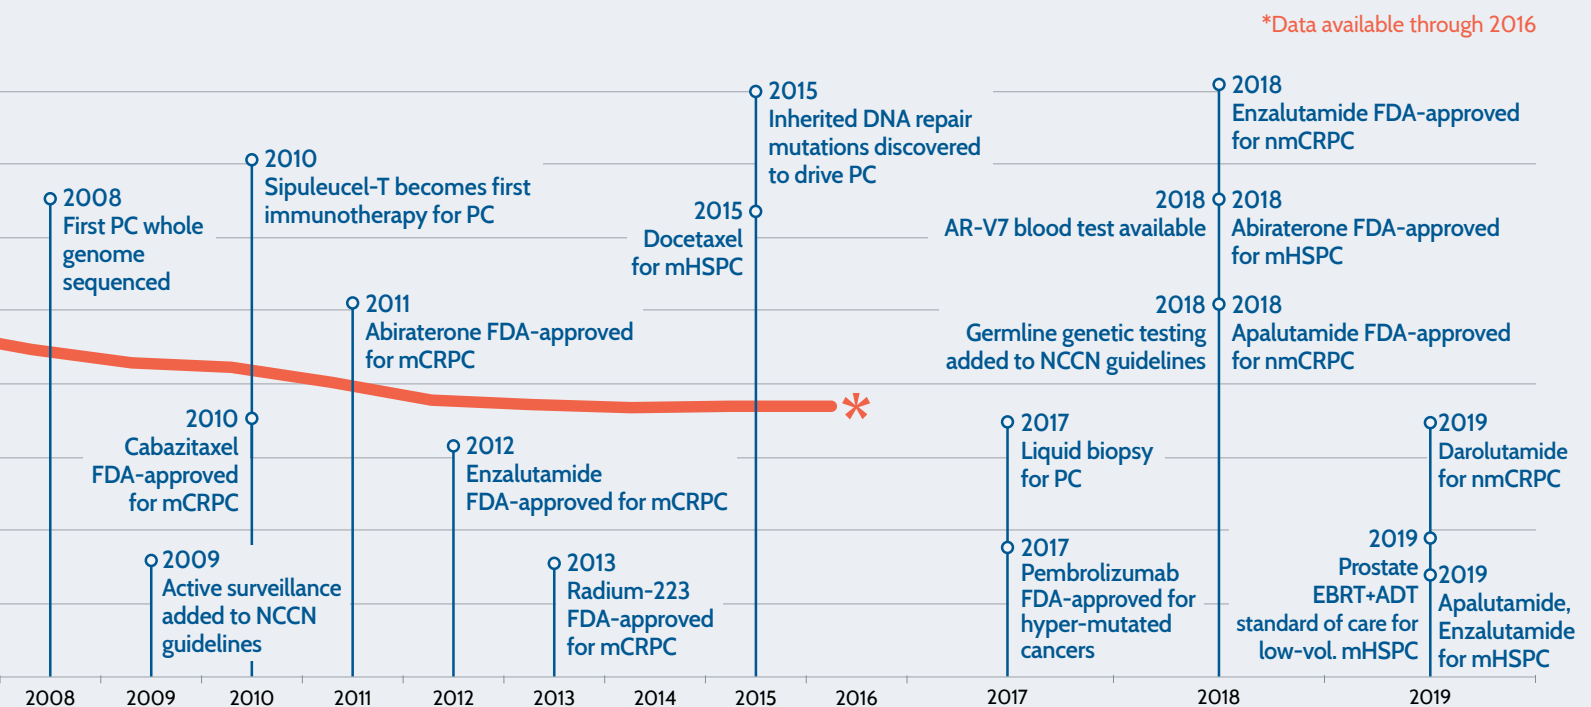 *Data available through 2016
2008
First PC whole
genome
sequenced
2009
Active surveillance
added to NCCN
guidelines
2010
Sipuleucel-T becomes first
immunotherapy for PC
2010
Cabazitaxel
FDA-approved
for mCRPC
2011
Abiraterone FDA-approved
for mCRPC
2012
Enzalutamide
FDA-approved for mCRPC
2013
Radium-223
FDA-approved
for mCRPC
2015
Inherited DNA repair
mutations discovered
to drive PC
2015
Docetaxel
for mHSPC
*
2017
Liquid biopsy
for PC
2017
Pembrolizumab
FDA-approved for
hyper-mutated
cancers
2018
Enzalutamide FDA-approved
for nmCRPC
2018
AR-V7 blood test available
2018
Abiraterone FDA-approved
for mHSPC
2018
Germline genetic testing
added to NCCN guidelines
2018
Apalutamide FDA-approved
for nmCRPC
2019
Darolutamide
for nmCRPC
2019
Prostate
EBRT+ADT
standard of care for
low-vol. mHSPC
2019
Apalutamide,
Enzalutamide
for mHSPC
2008 2009 2010 2011 2012 2013 2014 2015 2016 2017 2018 2019